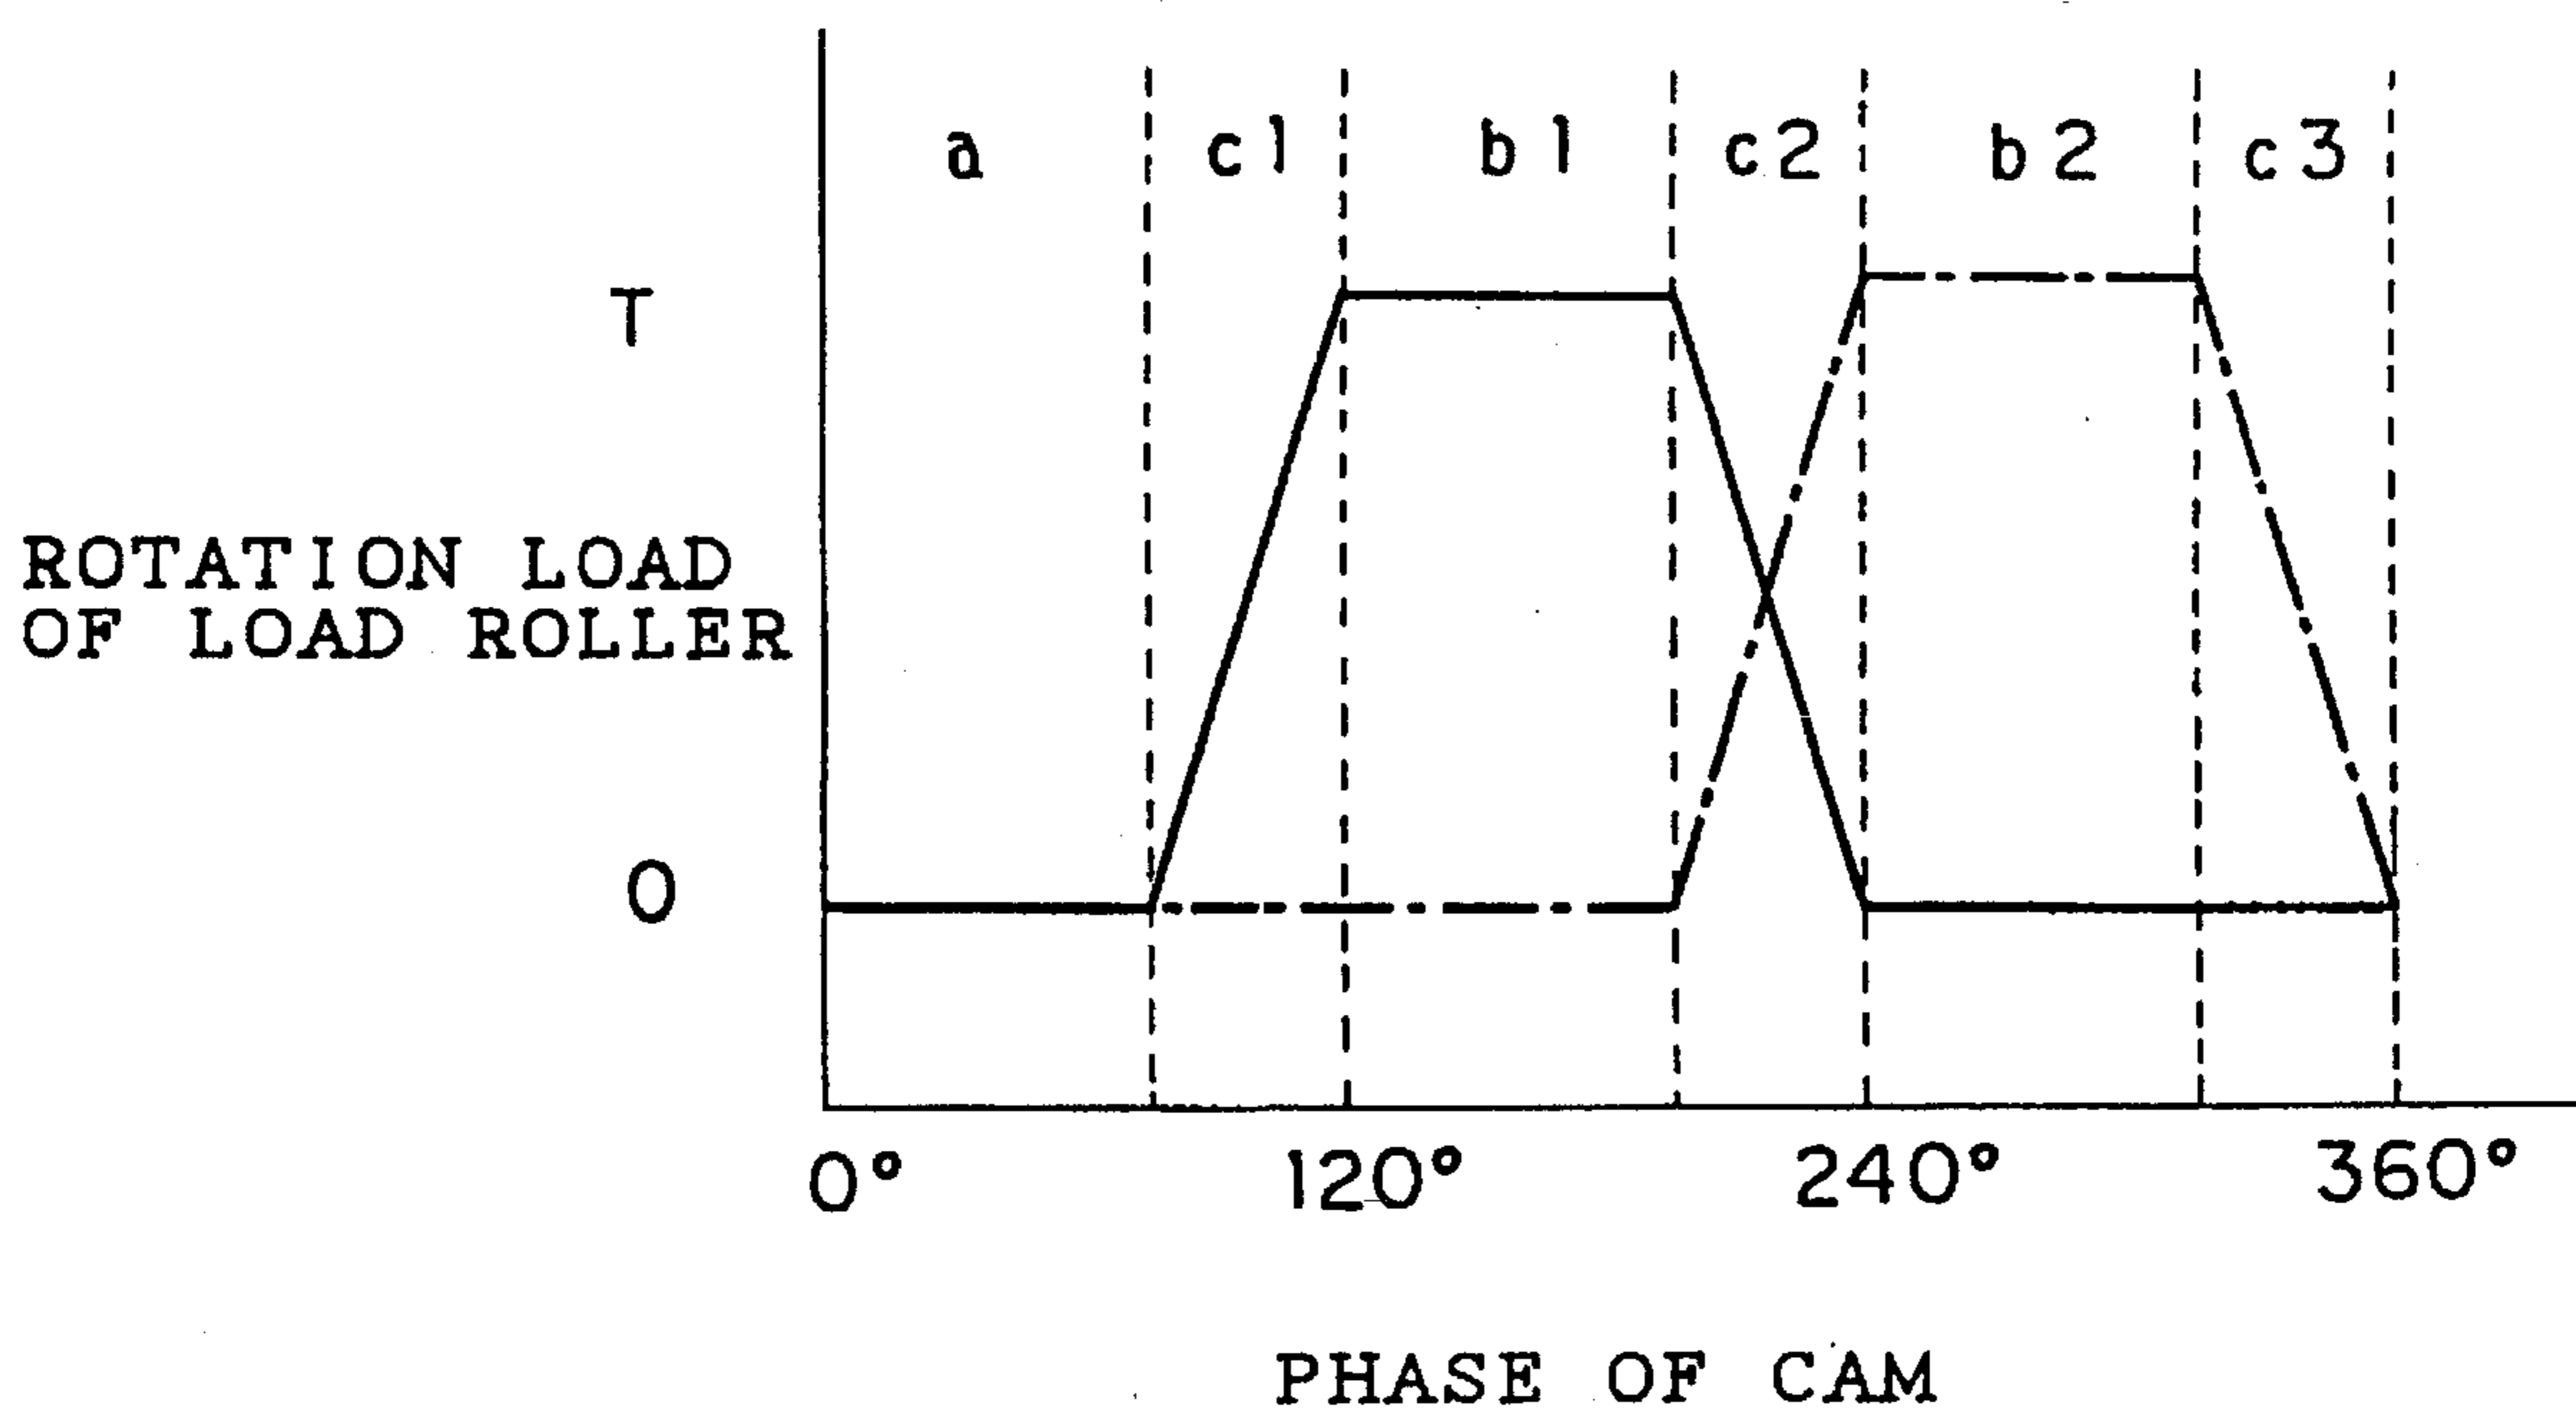 a c1 b1 c2 b2 c3
T
ROTATION LOAD
OF LOAD ROLLER
0
0° 120° 240° 360°
PHASE OF CAM